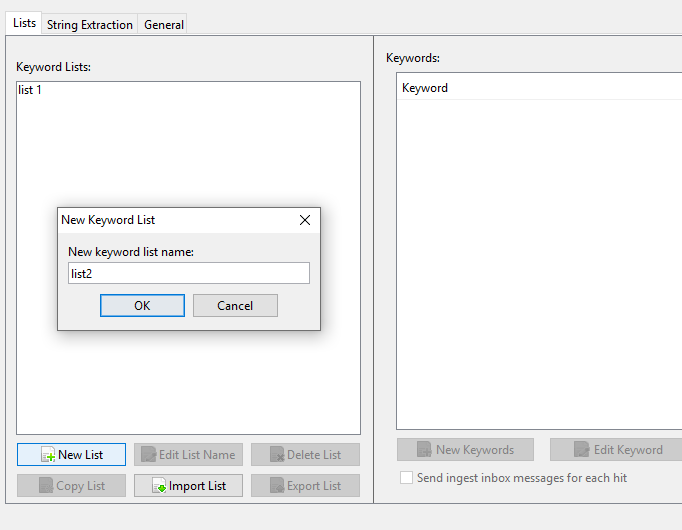 Lists
String Extraction
General
Keyword Lists:
list 1
New Keyword List
New keyword list name:
list2
OK
Cancel
New List
Edit List Name
Delete List
Copy List
Import List
Export List
Keywords:
Keyword
New Keywords
Edit Keyword
Send ingest inbox messages for each hit